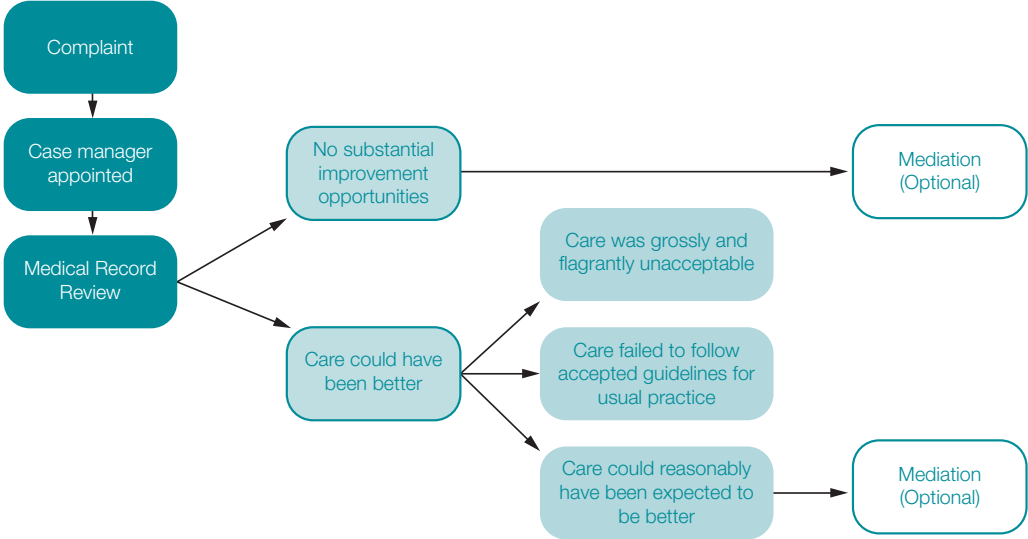 Complaint
Case manager
appointed
Medical Record
Review
No substantial
improvement
opportunities
Mediation
(Optional)
Care was grossly and
flagrantly unacceptable
Care could have
been better
Care failed to follow
accepted guidelines for
usual practice
Care could reasonably
have been expected to
be better
Mediation
(Optional)